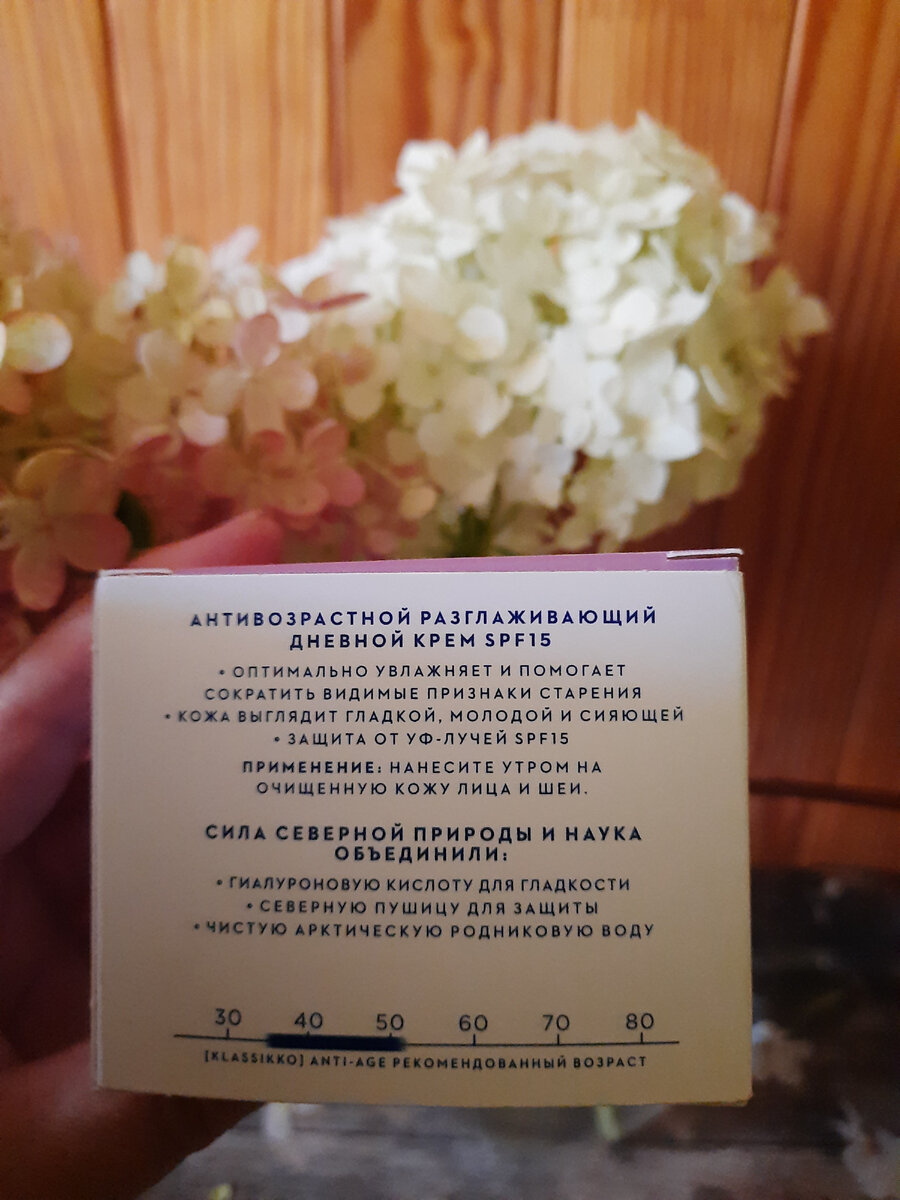 АНТИВОЗРАСТНОЙ РАЗГЛАЖИВАЮЩИЙ
ДНЕВНОЙ КРЕМ SPF15
• ОПТИМАЛЬНО УВЛАЖНЯЕТ И ПОМОГАЕТ
СОКРАТИТЬ ВИДИМЫЕ ПРИЗНАКИ СТАРЕНИЯ
• КОЖА ВЫГЛЯДИТ ГЛАДКОЙ, МОЛОДОЙ И СИЯЮЩЕЙ
• ЗАЩИТА ОТ УФ-ЛУЧЕЙ SPF15
ПРИМЕНЕНИЕ: НАНЕСИТЕ УТРОМ НА
ОЧИЩЕННУЮ КОЖУ ЛИЦА И ШЕИ.
СИЛА СЕВЕРНОЙ ПРИРОДЫ И НАУКА
ОБЪЕДИНИЛИ:
• ГИАЛУРОНОВУЮ КИСЛОТУ ДЛЯ ГЛАДКОСТИ
• СЕВЕРНУЮ ПУШИЦУ ДЛЯ ЗАЩИТЫ
• ЧИСТУЮ АРКТИЧЕСКУЮ РОДНИКОВУЮ ВОДУ
30 40 50 60 70 80
[KLASSIKKO] ANTI-AGE РЕКОМЕНДОВАННЫЙ ВОЗРАСТ